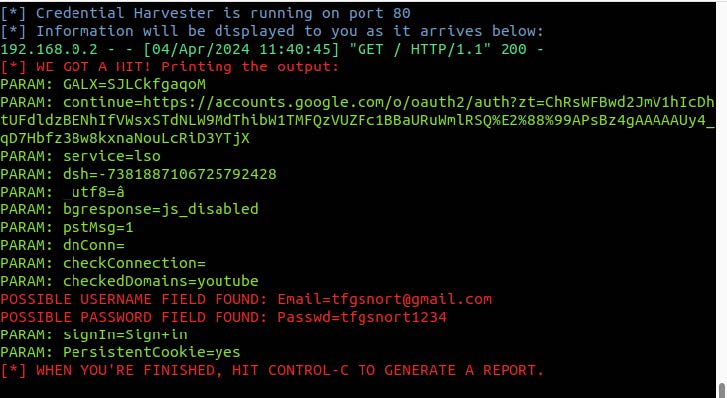 [*] Credential Harvester is running on port 80
[*] Information will be displayed to you as it arrives below:
192.168.0.2 - - [04/Apr/2024 11:40:45] "GET / HTTP/1.1" 200 -
[*] WE GOT A HIT! Printing the output:
PARAM: GALX=SJLCkfgaqoM
PARAM: continue=https://accounts.google.com/o/oauth2/auth?zt=ChRsWFBwd2JmV1hIcDh
tUFdldzBENhIfVWsxSTdNLW9MdThibW1TMFQzVUZFc1BBaURuWmlRSQ%E2%88%99APsBz4gAAAAAUy4_
qD7Hbfz38w8kxnaNouLcRiD3YTjX
PARAM: service=lso
PARAM: dsh=-7381887106725792428
PARAM: _utf8=â
PARAM: bgresponse=js_disabled
PARAM: pstMsg=1
PARAM: dnConn=
PARAM: checkConnection=
PARAM: checkedDomains=youtube
POSSIBLE USERNAME FIELD FOUND: Email=tfgsnort@gmail.com
POSSIBLE PASSWORD FIELD FOUND: Passwd=tfgsnort1234
PARAM: signIn=Sign+in
PARAM: PersistentCookie=yes
[*] WHEN YOU'RE FINISHED, HIT CONTROL-C TO GENERATE A REPORT.